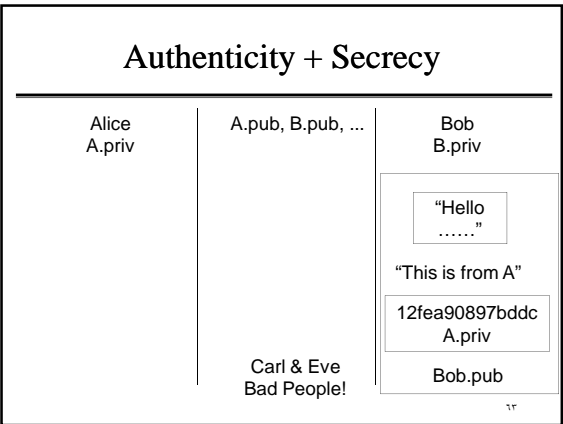 Authenticity + Secrecy
Alice
A.priv
A.pub, B.pub, ...
Carl & Eve
Bad People!
Bob
B.priv
“Hello
……”
“This is from A”
12fea90897bddc
A.priv
Bob.pub
٦٣